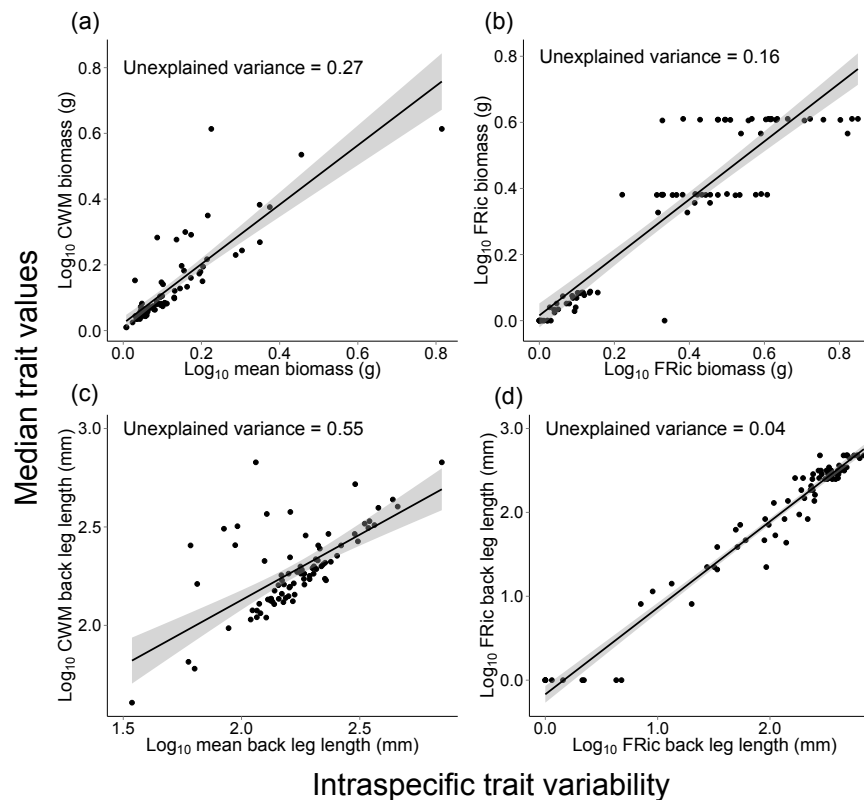 (a)
Unexplained variance = 0.27
Log10 CWM biomass (g)
0.8
0.6
0.4
0.2
0.0
0.0 0.2 0.4 0.6 0.8
Log10 mean biomass (g)
(b)
Unexplained variance = 0.16
Log10 FRic biomass (g)
0.8
0.6
0.4
0.2
0.0
0.0 0.2 0.4 0.6 0.8
Log10 FRic biomass (g)
Median trait values
(c)
Unexplained variance = 0.55
Log10 CWM back leg length (mm)
3.0
2.5
2.0
1.5 2.0 2.5
Log10 mean back leg length (mm)
(d)
Unexplained variance = 0.04
Log10 FRic back leg length (mm)
3.0
2.0
1.0
0.0
0.0 1.0 2.0
Log10 FRic back leg length (mm)
Intraspecific trait variability